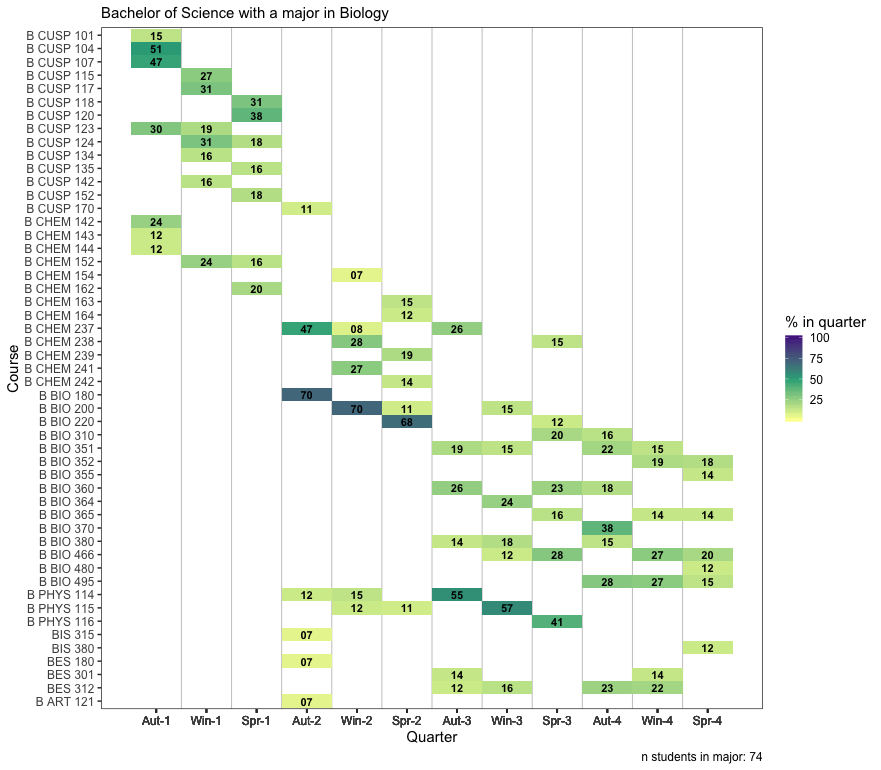 Bachelor of Science with a major in Biology
B CUSP 101 15
B CUSP 104 51
B CUSP 107 47
B CUSP 115 27
B CUSP 117 31
B CUSP 118 31
B CUSP 120 38
B CUSP 123 30 19
B CUSP 124 31 18
B CUSP 134 16
B CUSP 135 16
B CUSP 142 16
B CUSP 152 18
B CUSP 170 11
B CHEM 142 24
B CHEM 143 12
B CHEM 144 12
B CHEM 152 24 16
B CHEM 154 07
B CHEM 162 20
B CHEM 163 15
B CHEM 164 12
B CHEM 237 47 08 26
B CHEM 238 28 15
B CHEM 239 19
B CHEM 241 27
B CHEM 242 14
B BIO 180 70
B BIO 200 70 11 15
B BIO 220 68 12
B BIO 310 20 16
B BIO 351 19 15 22 15
B BIO 352 19 18
B BIO 355 14
B BIO 360 26 23 18
B BIO 364 24
B BIO 365 16 14 14
B BIO 370 38
B BIO 380 14 18 15
B BIO 466 12 28 27 20
B BIO 480 12
B BIO 495 28 27 15
B PHYS 114 12 15 55
B PHYS 115 12 11 57
B PHYS 116 41
BIS 315 07
BIS 380 12
BES 180 07
BES 301 14 14
BES 312 12 16 23 22
B ART 121 07
Course
Aut-1 Win-1 Spr-1 Aut-2 Win-2 Spr-2 Aut-3 Win-3 Spr-3 Aut-4 Win-4 Spr-4
Quarter
% in quarter
100
75
50
25
n students in major: 74